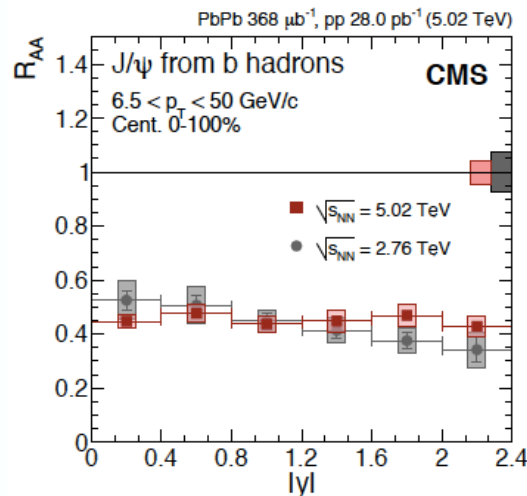 PbPb 368 μb⁻¹, pp 28.0 pb⁻¹ (5.02 TeV)
J/ψ from b hadrons
CMS
6.5 < p_T < 50 GeV/c
Cent. 0-100%
√s_NN = 5.02 TeV
√s_NN = 2.76 TeV
R_AA
1.4
1.2
1
0.8
0.6
0.4
0.2
0
0 0.4 0.8 1.2 1.6 2 2.4
|y|